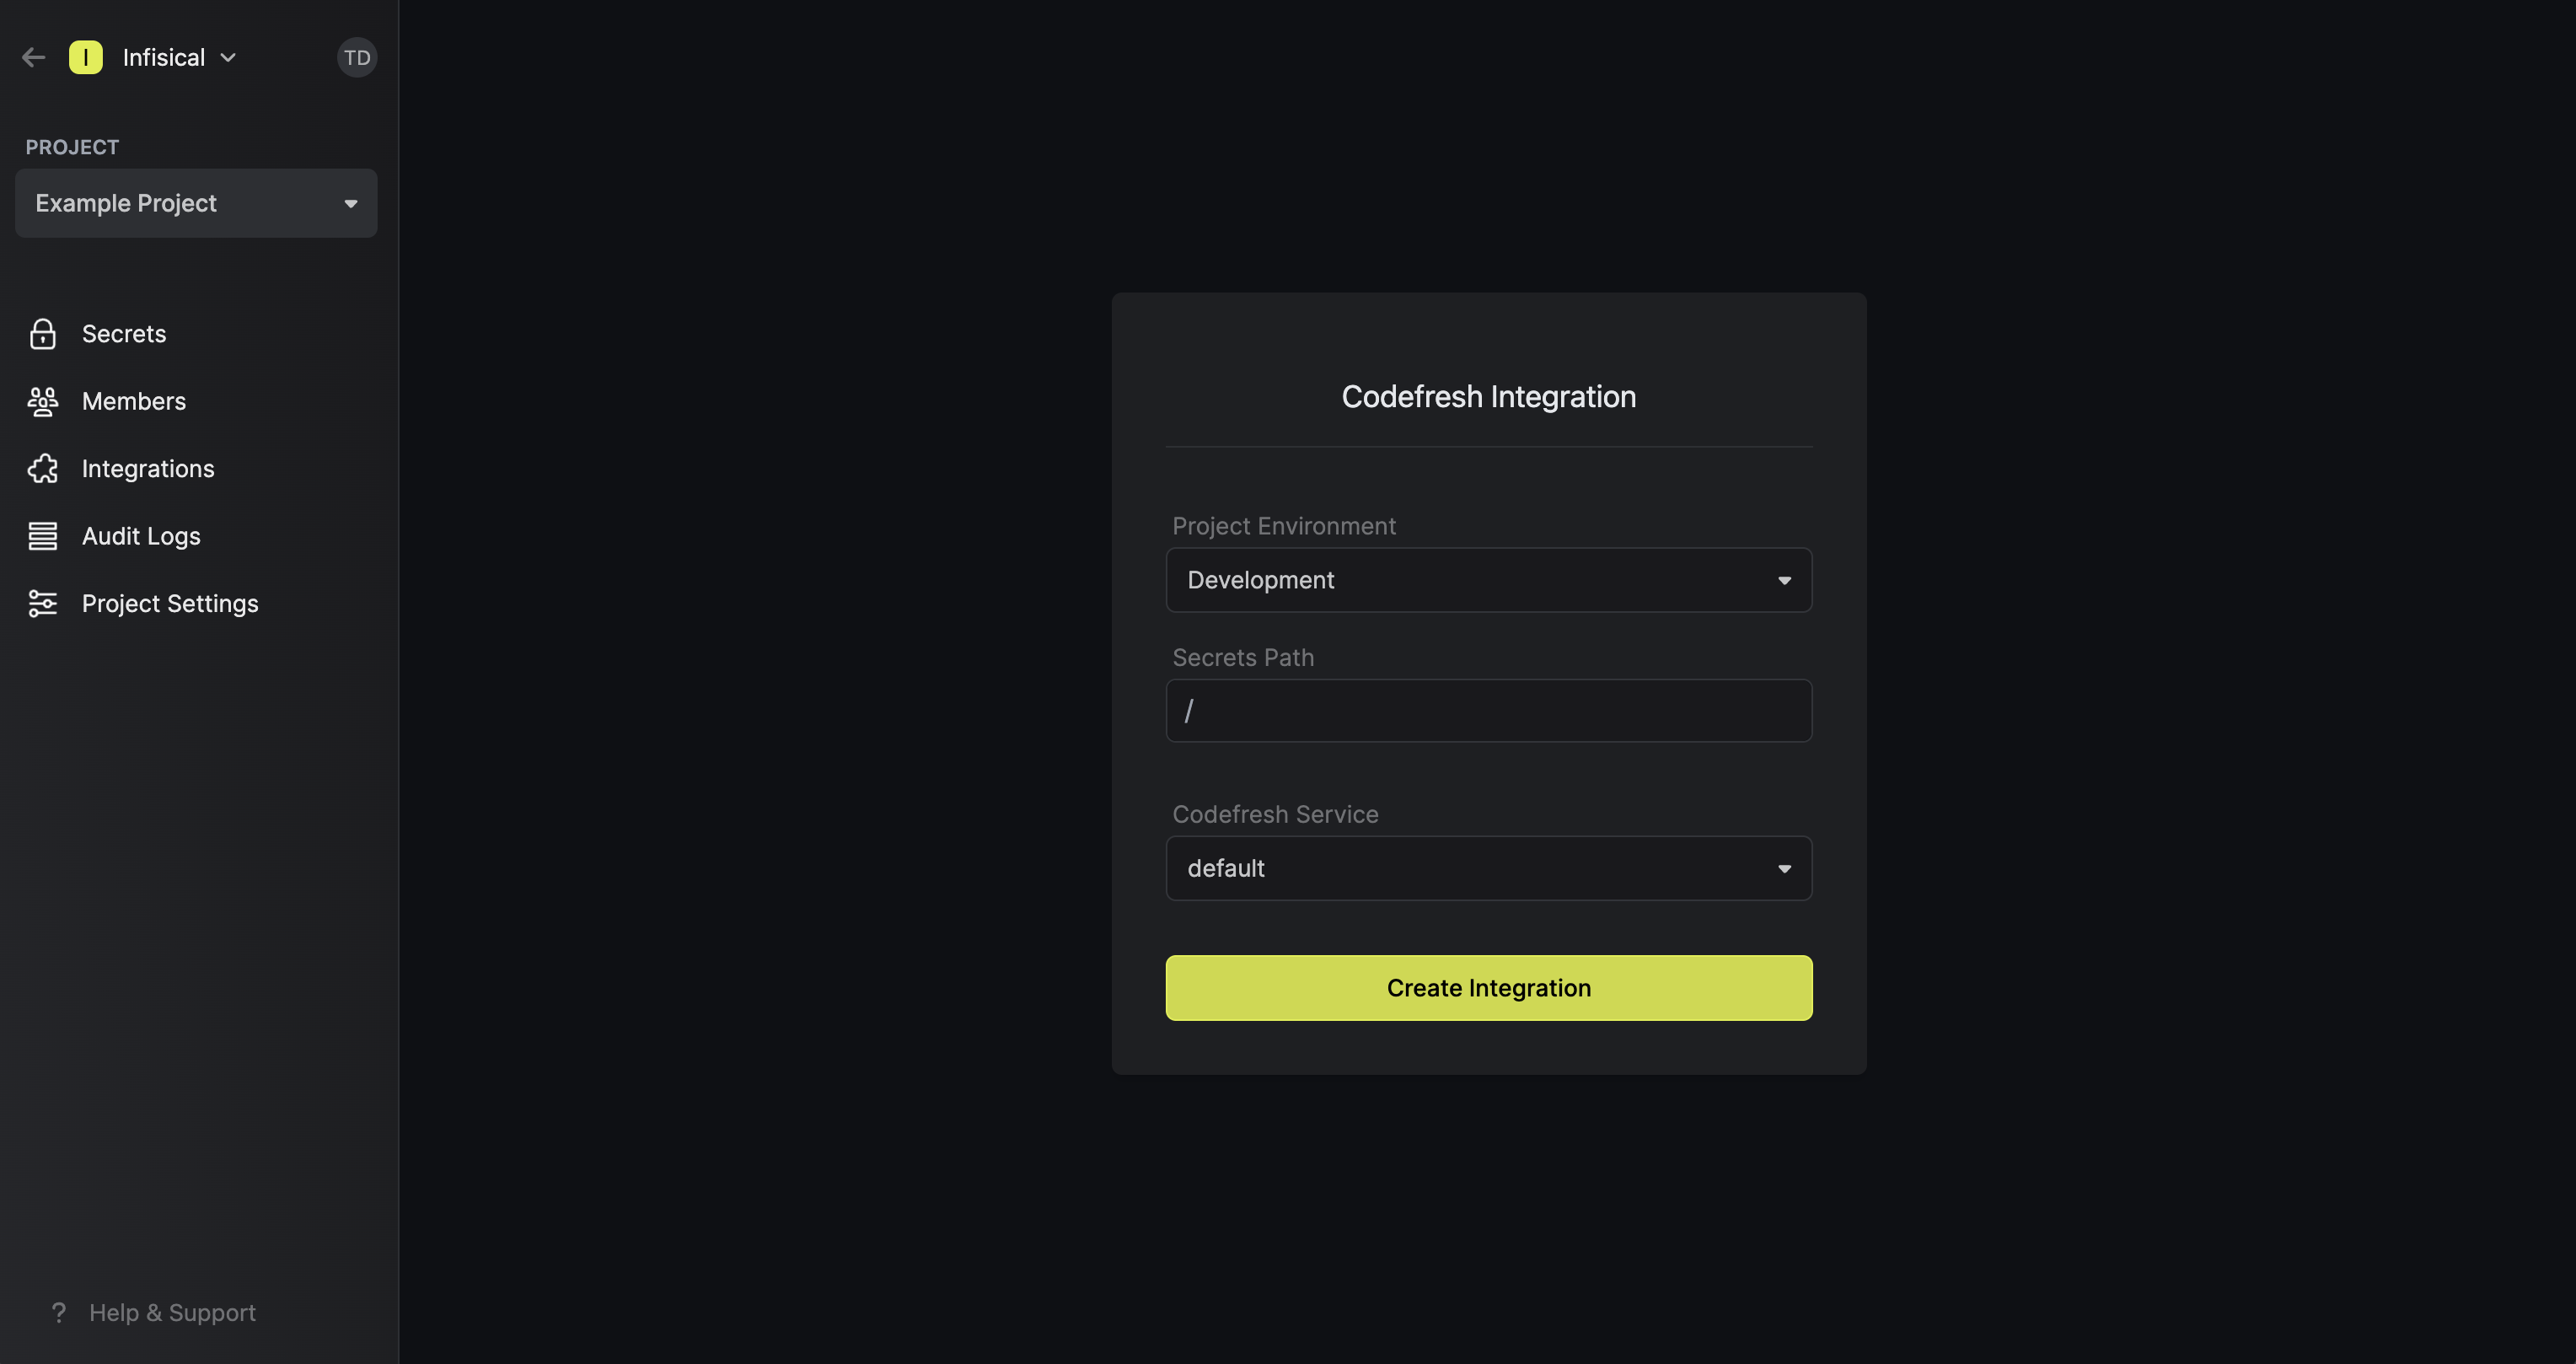 I Infisical TD
PROJECT
Example Project
Secrets
Members
Integrations
Audit Logs
Project Settings
? Help & Support
Codefresh Integration
Project Environment
Development
Secrets Path
/
Codefresh Service
default
Create Integration